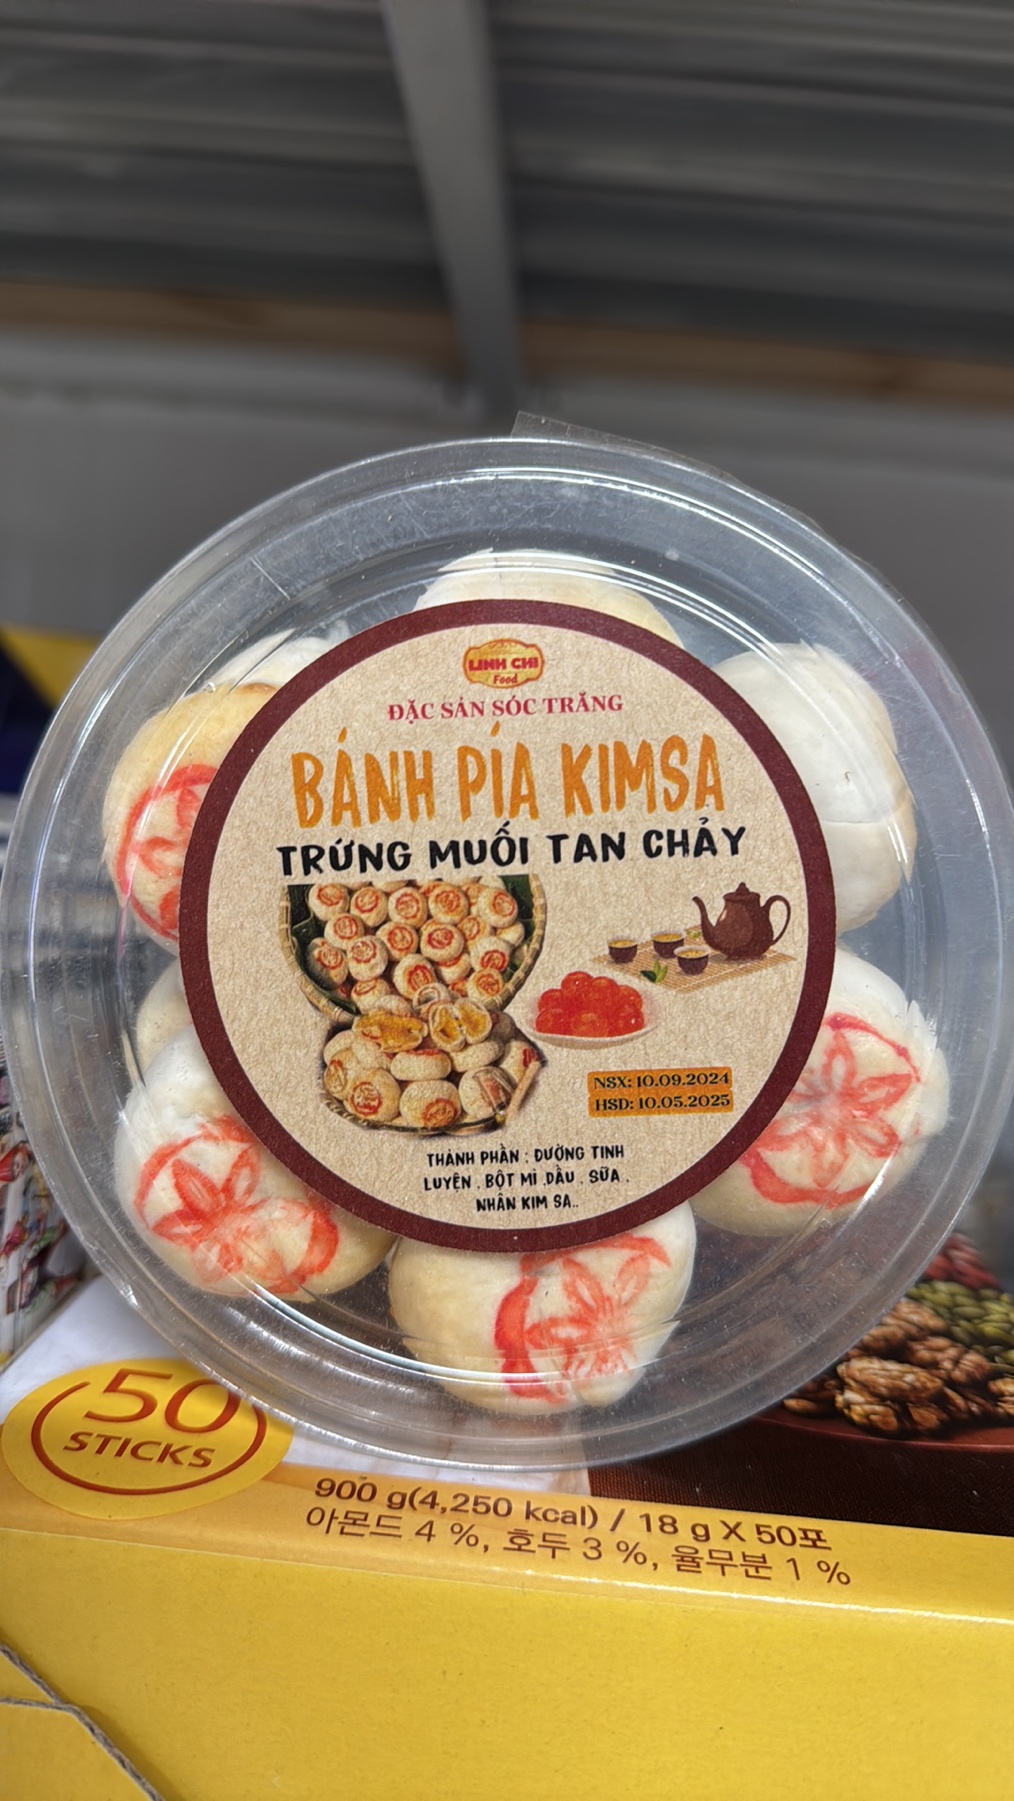 LINH CHI
Food
ĐẶC SẢN SÓC TRĂNG
BÁNH PÍA KIMSA
TRỨNG MUỐI TAN CHẢY
NSX: 10.09.2024
HSD: 10.05.2025
THÀNH PHẦN : ĐƯỜNG TINH
LUYỆN . BỘT MÌ .DẦU . SỮA .
NHÂN KIM SA..
50
STICKS
900 g(4,250 kcal) / 18 g X 50포
아몬드 4 %, 호두 3 %, 율무분 1 %